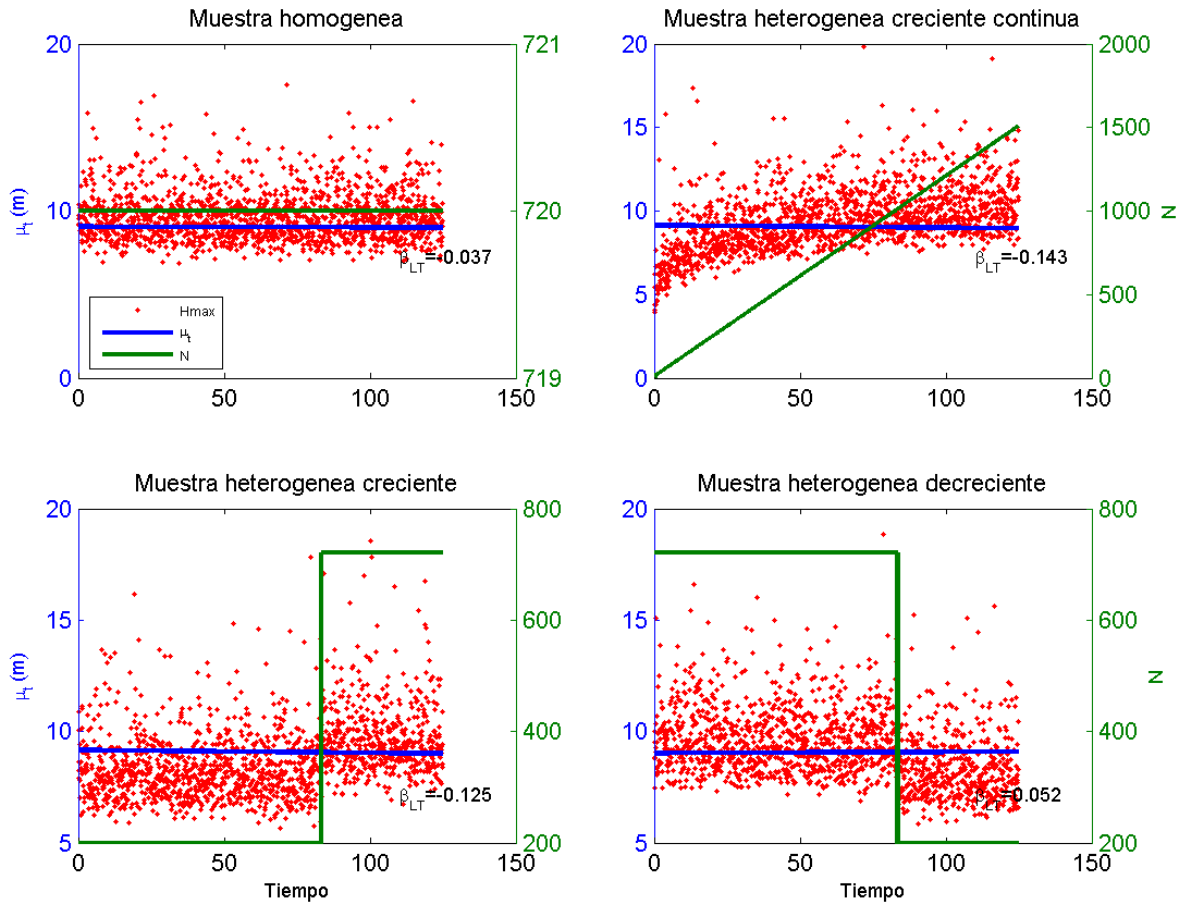 Muestra homogenea
20
15
10
5
0
μt (m)
721
720
719
βLT=-0.037
Hmax
μt
N
0
50
100
150
Muestra heterogenea creciente continua
20
15
10
5
0
2000
1500
1000
500
0
N
βLT=-0.143
0
50
100
150
Muestra heterogenea creciente
20
15
10
5
μt (m)
800
600
400
200
βLT=-0.125
0
50
100
150
Tiempo
Muestra heterogenea decreciente
20
15
10
5
800
600
400
200
N
βLT=0.052
0
50
100
150
Tiempo